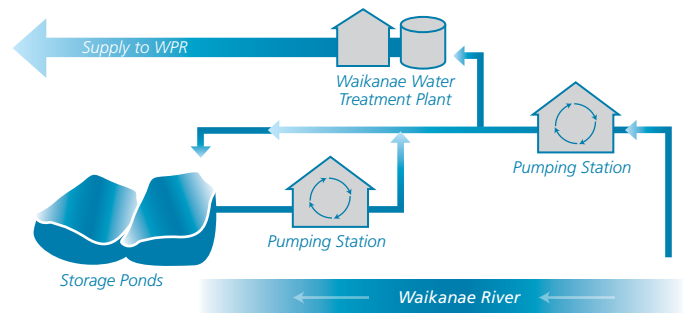 Supply to WPR
Waikanae Water
Treatment Plant
Pumping Station
Pumping Station
Storage Ponds
Waikanae River